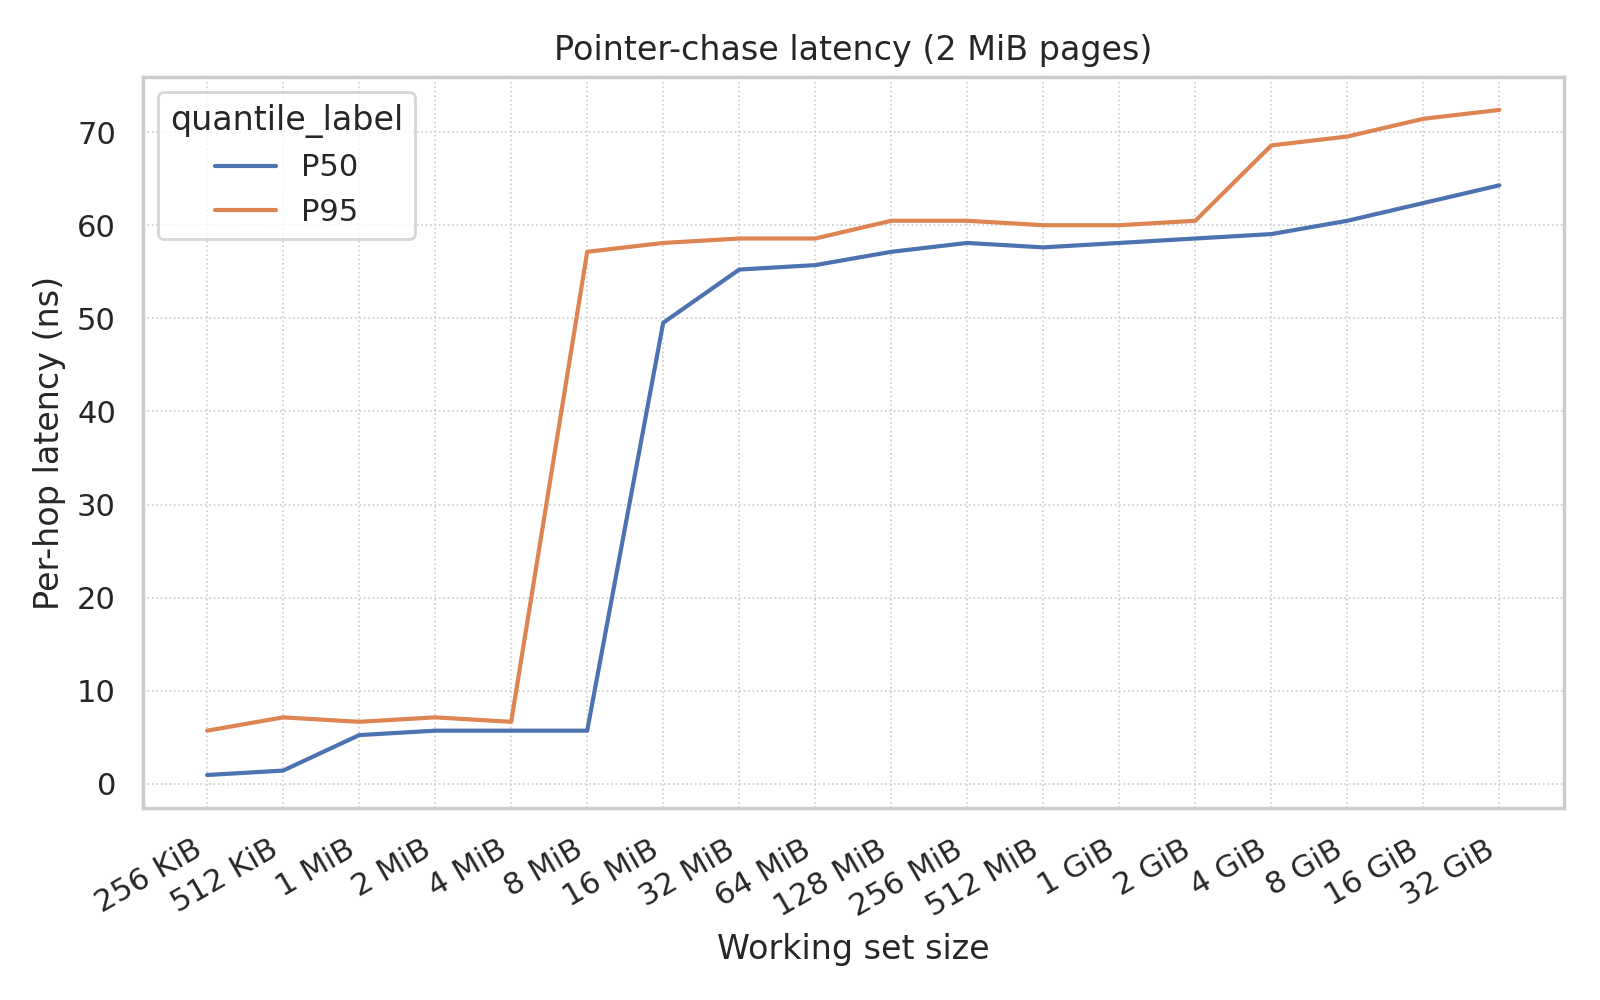 Pointer-chase latency (2 MiB pages)
quantile_label
P50
P95
Per-hop latency (ns)
70
60
50
40
30
20
10
0
256 KiB
512 KiB
1 MiB
2 MiB
4 MiB
8 MiB
16 MiB
32 MiB
64 MiB
128 MiB
256 MiB
512 MiB
1 GiB
2 GiB
4 GiB
8 GiB
16 GiB
32 GiB
Working set size